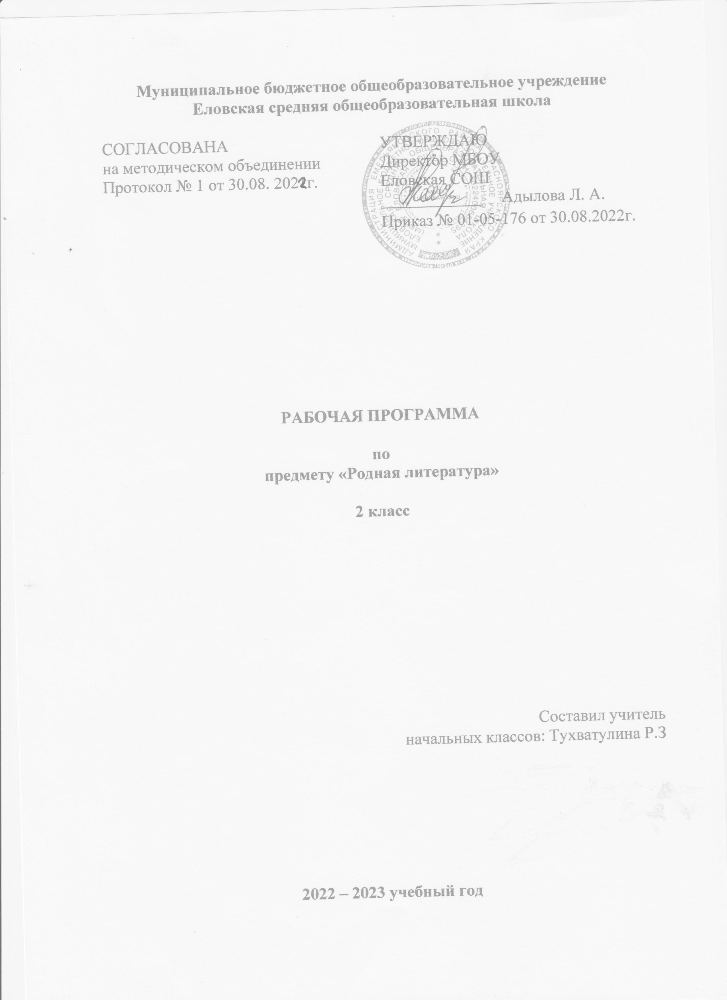 Муниципальное бюджетное общеобразовательное учреждение
Еловская средняя общеобразовательная школа
СОГЛАСОВАНА
на методическом объединении
Протокол № 1 от 30.08. 2022г.
УТВЕРЖДАЮ
Директор МБОУ
Еловская СОШ
Адылова Л. А.
Приказ № 01-05-176 от 30.08.2022г.
РАБОЧАЯ ПРОГРАММА
по
предмету «Родная литература»
2 класс
Составил учитель
начальных классов: Тухватулина Р.З
2022 – 2023 учебный год